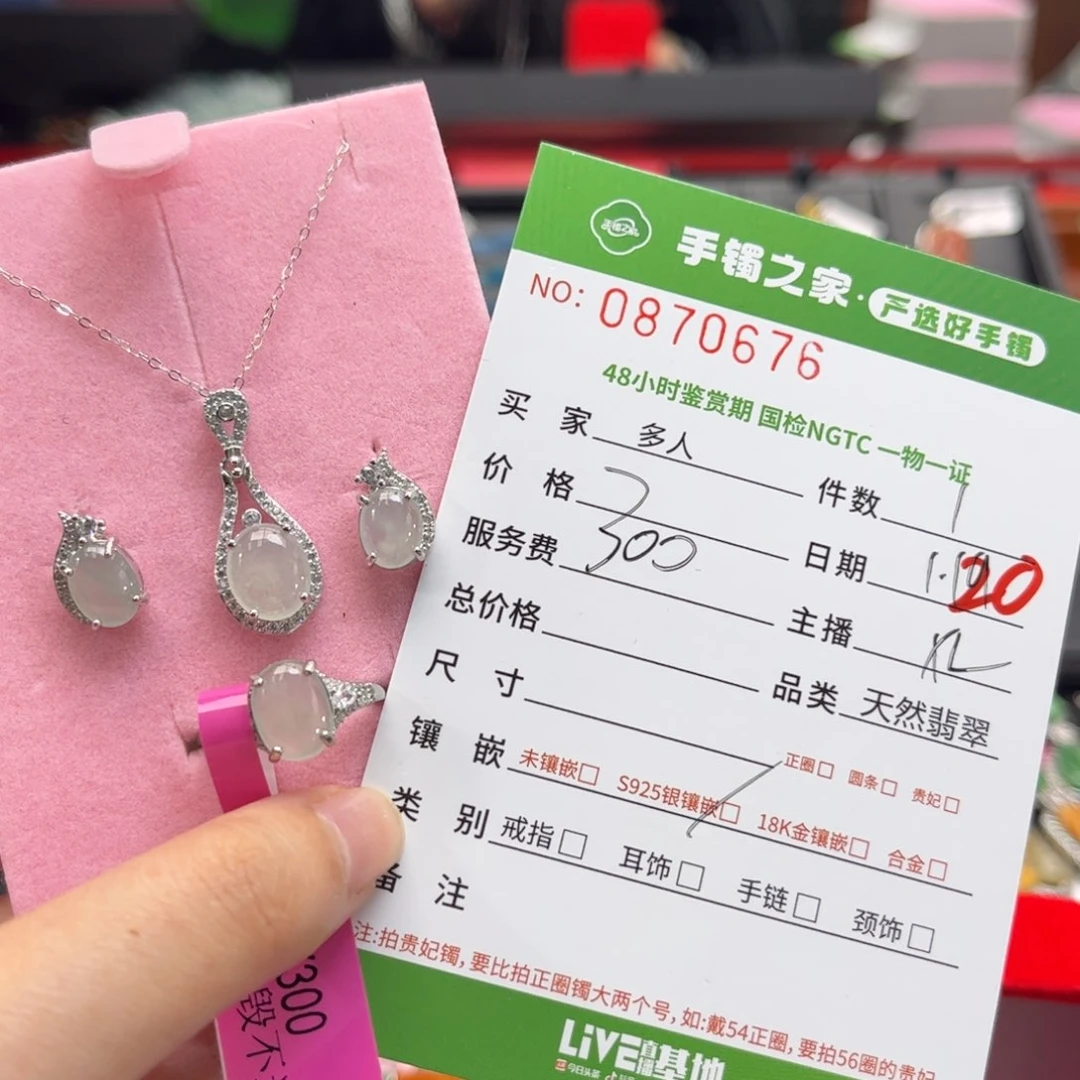 手镯之家·严选好手镯
NO: 0870676
48小时鉴赏期 国检NGTC 一物一证
买家 多人 件数 1
价格 300 日期 20
服务费 主播
总价格 品类 天然翡翠
尺寸 正圈□ 圆条□ 贵妃□
镶嵌 未镶嵌□ S925银镶嵌□ 18K金镶嵌□ 合金□
类别 戒指□ 耳饰□ 手链□ 颈饰□
备注
注:拍贵妃镯,要比拍正圈镯大两个号,如:戴54正圈,要拍56圈的贵妃
LiVE直播基地
今日头条
¥300
毁不